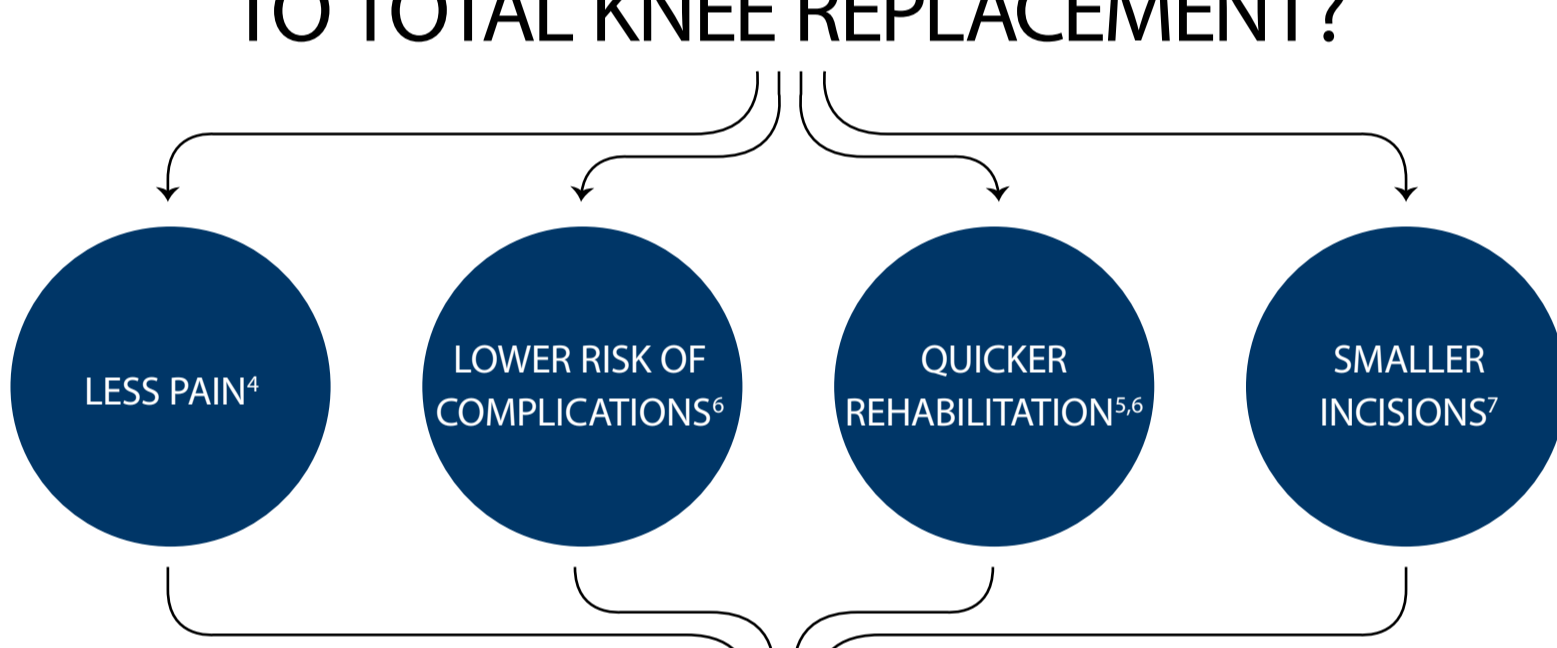 TO TOTAL KNEE REPLACEMENT?
LESS PAIN4
LOWER RISK OF
COMPLICATIONS6
QUICKER
REHABILITATION5,6
SMALLER
INCISIONS7